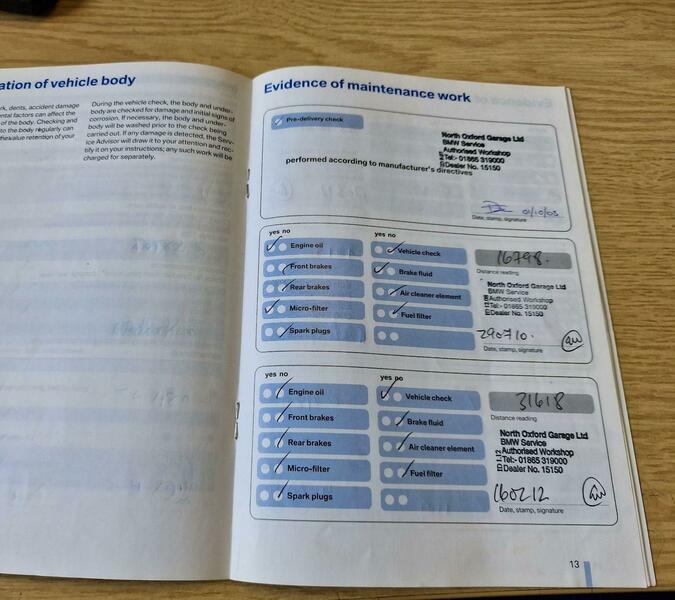 ation of vehicle body
rk, dents, accident damage
ntal factors can affect the
of the body. Checking and
to the body regularly can
the value retention of your
During the vehicle check, the body and under-
body are checked for damage and initial signs of
corrosion. If necessary, the body and under-
body will be washed prior to the check being
carried out. If any damage is detected, the Serv-
ice Advisor will draw it to your attention and rec-
tify it on your instructions; any such work will be
charged for separately.
Evidence of maintenance work
Pre-delivery check
North Oxford Garage Ltd
BMW Service
Authorised Workshop
Tel:- 01865 319000
Dealer No. 15150
performed according to manufacturer's directives
Date, stamp, signature
yes no
Engine oil
Vehicle check
Front brakes
Brake fluid
Rear brakes
Air cleaner element
Micro-filter
Fuel filter
Spark plugs
16798.
Distance reading
North Oxford Garage Ltd
BMW Service
Authorised Workshop
Tel:- 01865 319000
Dealer No. 15150
290710.
Date, stamp, signature
yes no
yes no
Engine oil
Vehicle check
Front brakes
Brake fluid
Rear brakes
Air cleaner element
Micro-filter
Fuel filter
Spark plugs
31618
Distance reading
North Oxford Garage Ltd
BMW Service
Authorised Workshop
Tel:- 01865 319000
Dealer No. 15150
160212
Date, stamp, signature
13